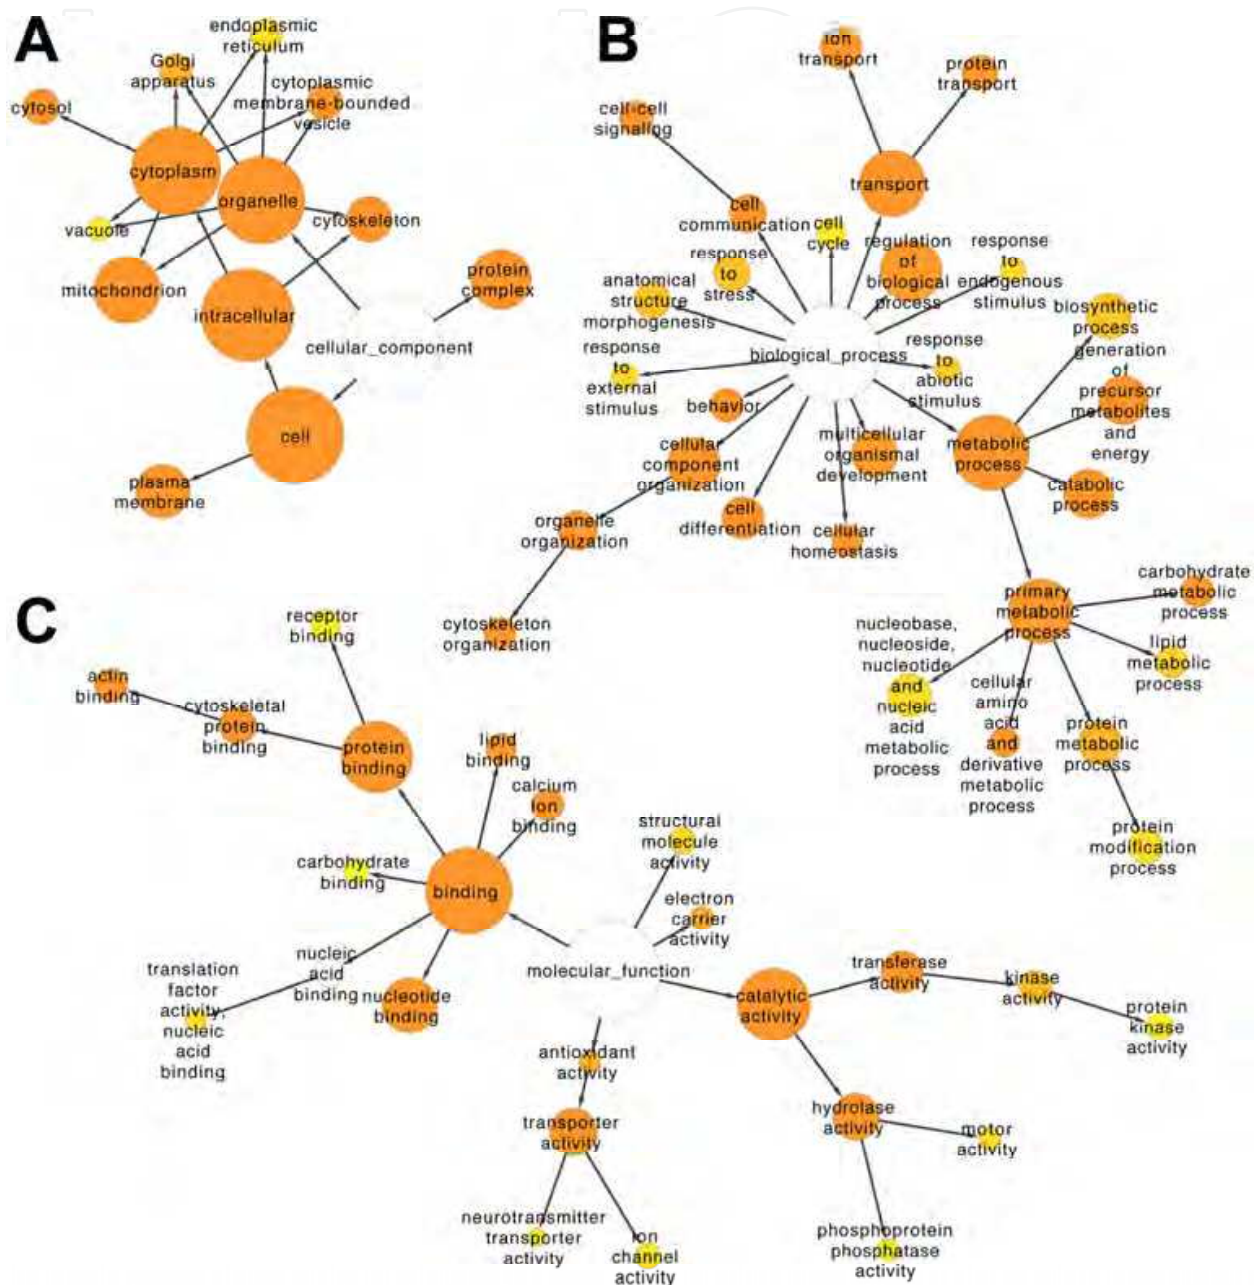 A
endoplasmic
reticulum
Golgi
apparatus
cytoplasmic
membrane-bounded
vesicle
cytosol
cytoplasm
organelle
cytoskeleton
vacuole
mitochondrion
protein
complex
intracellular
cellular_component
cell
plasma
membrane
B
ion
transport
protein
transport
cell-cell
signaling
transport
cell
communication
cell
cycle
regulation
of
biological
process
response
to
endogenous
stimulus
response
to
stress
anatomical
structure
morphogenesis
biosynthetic
process
biological_process
response
to
external
stimulus
response
to
abiotic
stimulus
generation
of
precursor
metabolites
and
energy
behavior
cellular
component
organization
multicellular
organismal
development
metabolic
process
catabolic
process
organelle
organization
cell
differentiation
cellular
homeostasis
cytoskeleton
organization
primary
metabolic
process
carbohydrate
metabolic
process
nucleobase,
nucleoside,
nucleotide
and
nucleic
acid
metabolic
process
lipid
metabolic
process
cellular
amino
acid
and
derivative
metabolic
process
protein
metabolic
process
protein
modification
process
C
receptor
binding
actin
binding
cytoskeletal
protein
binding
protein
binding
lipid
binding
calcium
ion
binding
structural
molecule
activity
carbohydrate
binding
binding
electron
carrier
activity
nucleic
acid
binding
nucleotide
binding
translation
factor
activity,
nucleic
acid
binding
molecular_function
catalytic
activity
transferase
activity
kinase
activity
protein
kinase
activity
antioxidant
activity
transporter
activity
hydrolase
activity
motor
activity
neurotransmitter
transporter
activity
ion
channel
activity
phosphoprotein
phosphatase
activity